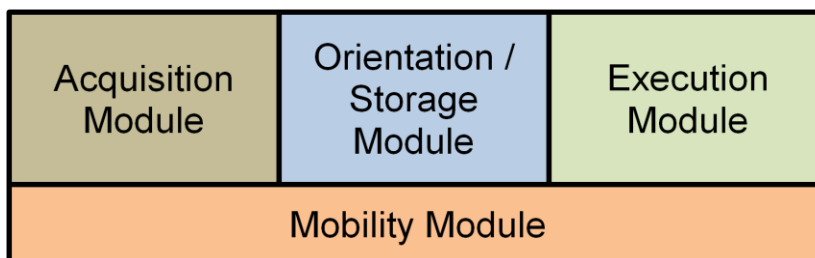 Acquisition
Module
Orientation /
Storage
Module
Execution
Module
Mobility Module